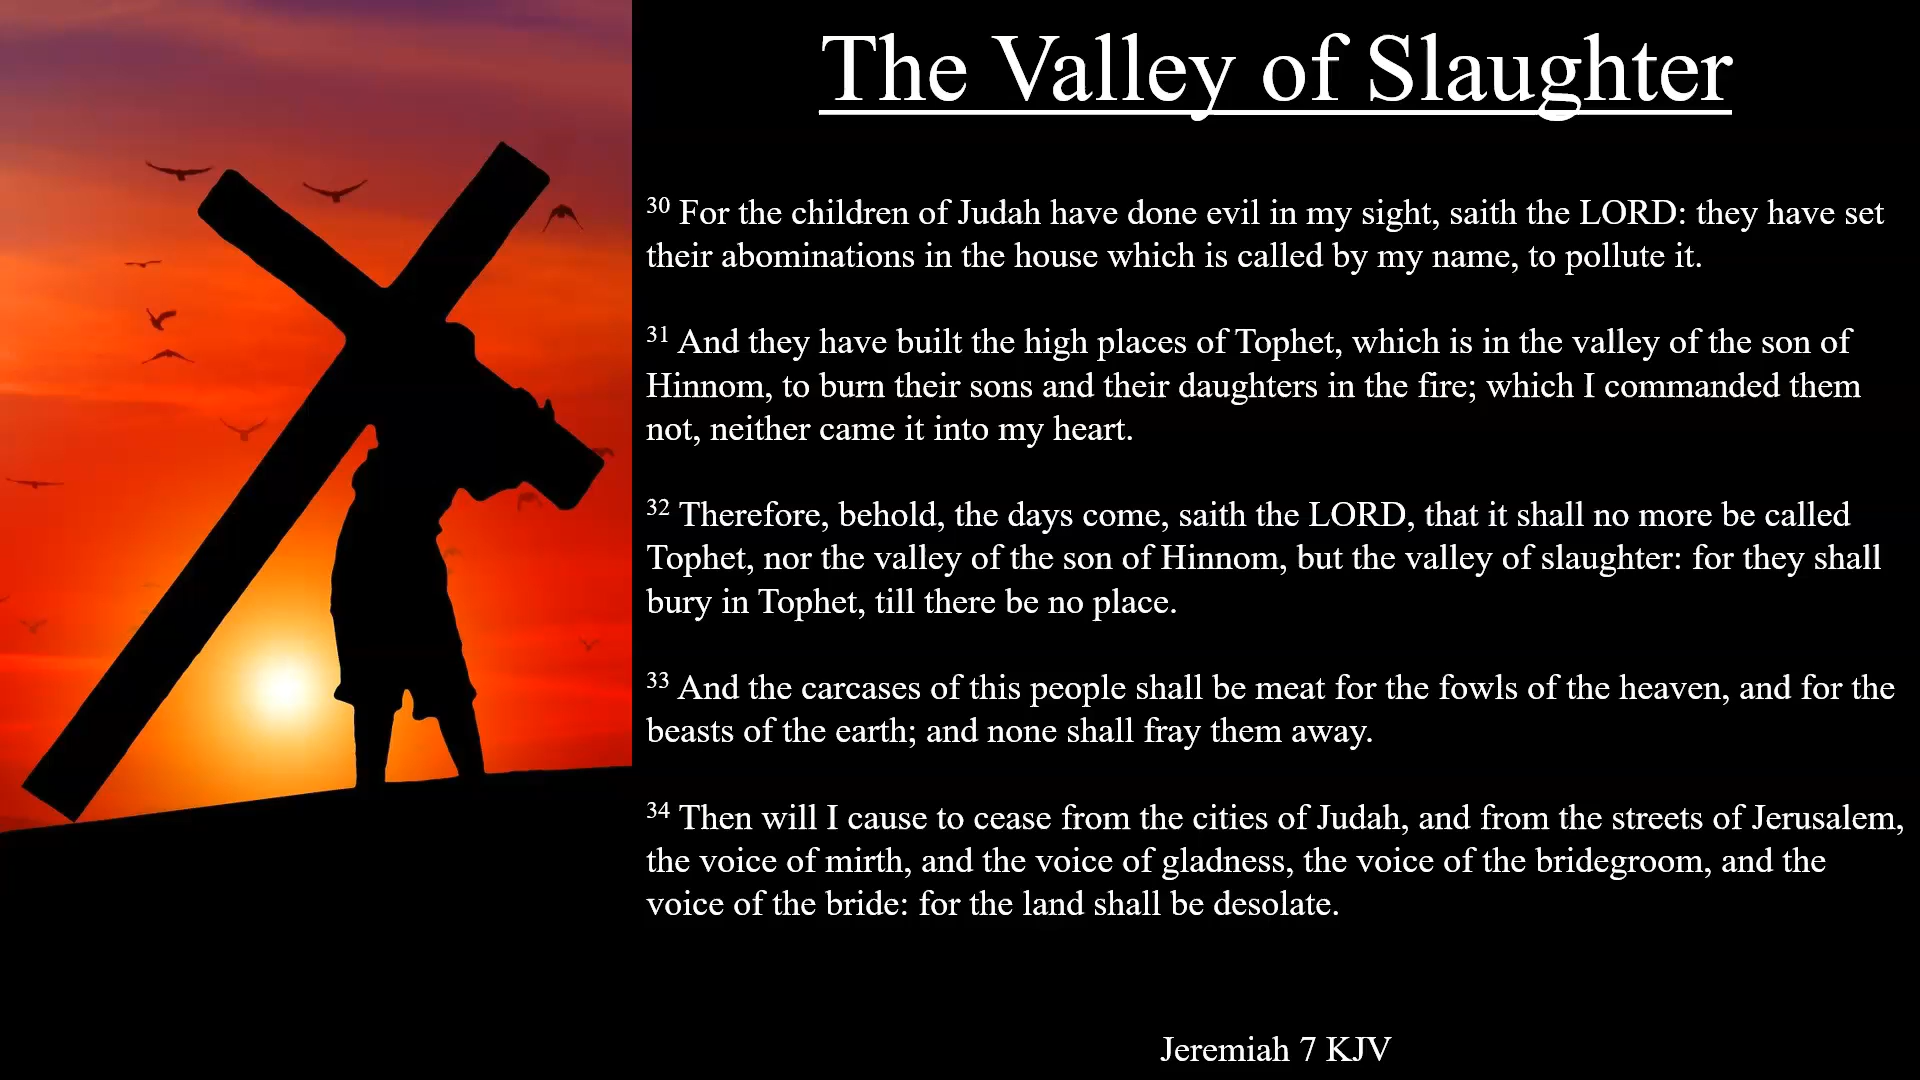 The Valley of Slaughter
30 For the children of Judah have done evil in my sight, saith the LORD: they have set
their abominations in the house which is called by my name, to pollute it.
31 And they have built the high places of Tophet, which is in the valley of the son of
Hinnom, to burn their sons and their daughters in the fire; which I commanded them
not, neither came it into my heart.
32 Therefore, behold, the days come, saith the LORD, that it shall no more be called
Tophet, nor the valley of the son of Hinnom, but the valley of slaughter: for they shall
bury in Tophet, till there be no place.
33 And the carcases of this people shall be meat for the fowls of the heaven, and for the
beasts of the earth; and none shall fray them away.
34 Then will I cause to cease from the cities of Judah, and from the streets of Jerusalem,
the voice of mirth, and the voice of gladness, the voice of the bridegroom, and the
voice of the bride: for the land shall be desolate.
Jeremiah 7 KJV